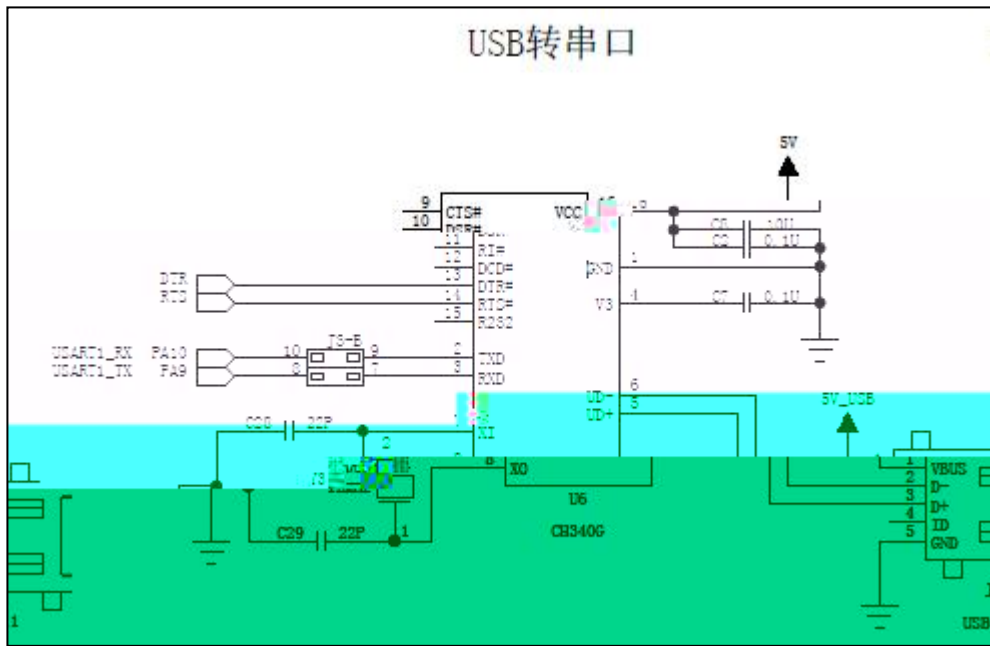 USB转串口
5V
9 CTS# VCC
10
11 RI#
C8 10U
C2 0.1U
12 DCD# GND 1
DTR 13 DTR#
RTS 14 RTS# V3 4 C7 0.1U
15 R232
J3-B
USART1_RX PA10 10 9 2 TXD
USART1_TX PA9 8 7 3 RXD
UD- 6
UD+ 5
5V_USB
C28 22P XI
2
8 XO
1 VBUS
2 D-
3 D+
4 ID
5 GND
U6
CH340G
C29 22P 1
1
USB